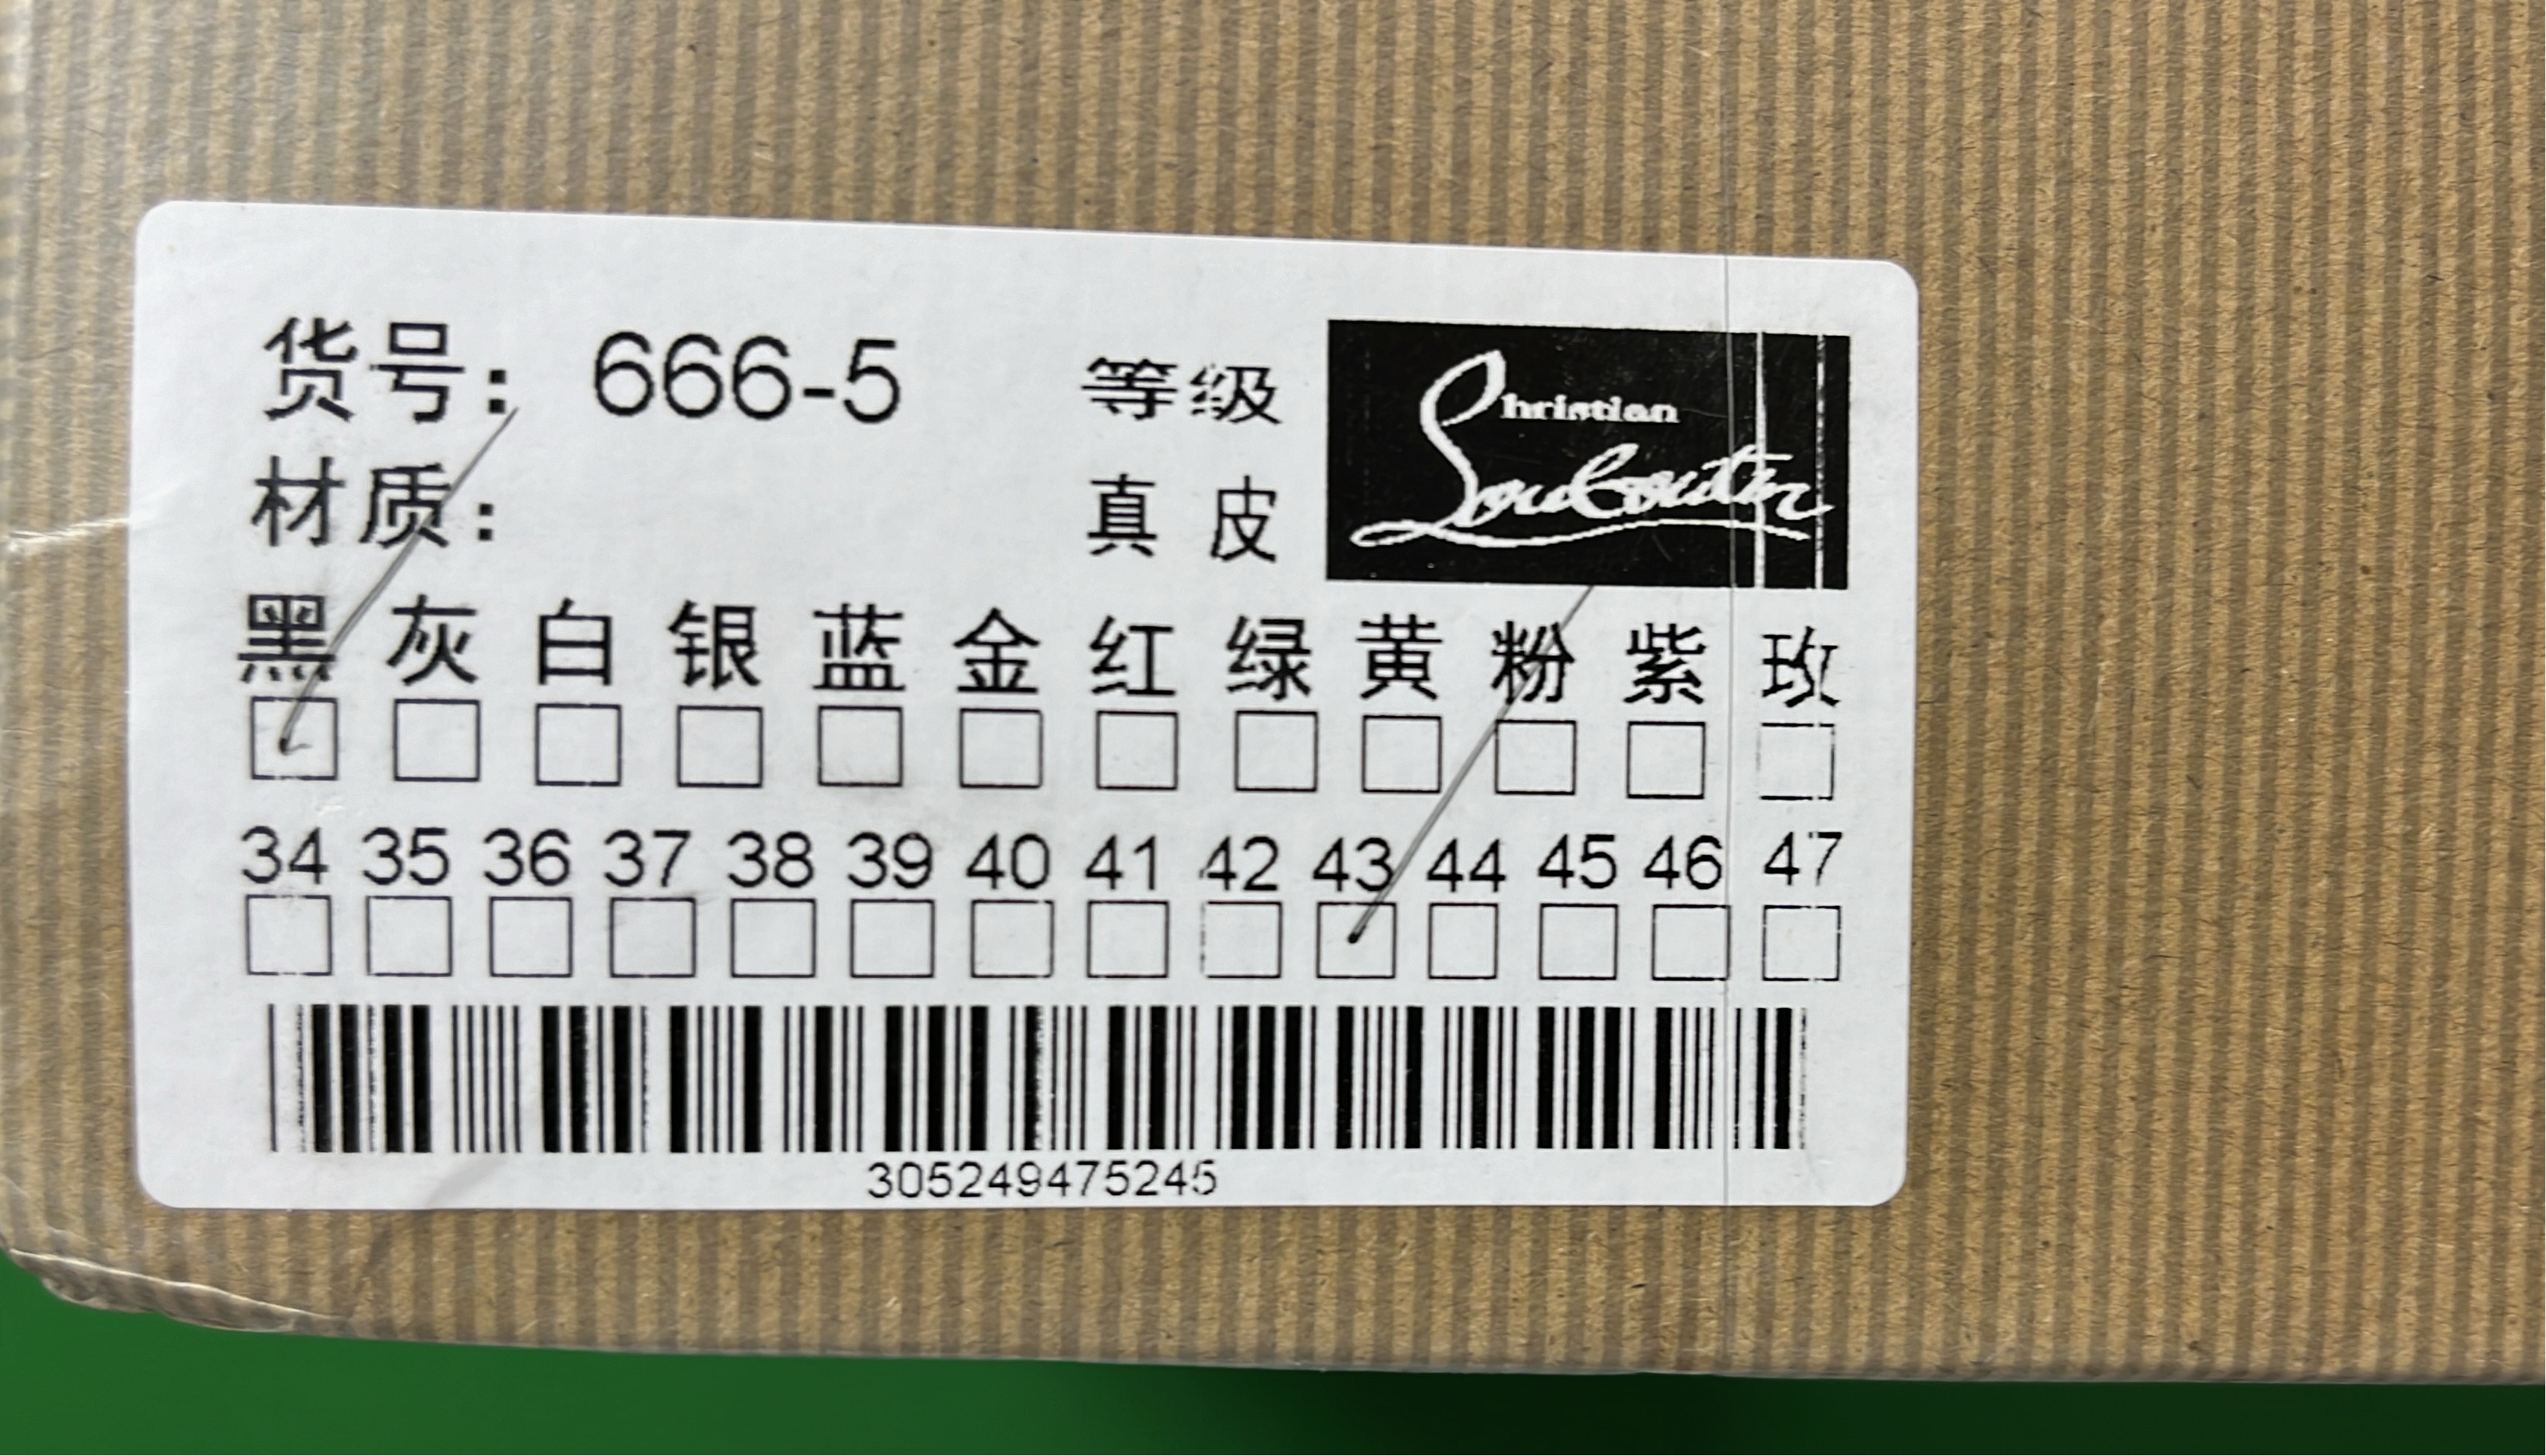 货号： 666-5 等级
Christian
Louboutin
材质： 真皮
黑 灰 白 银 蓝 金 红 绿 黄 粉 紫 玫
34 35 36 37 38 39 40 41 42 43 44 45 46 47
305249475245